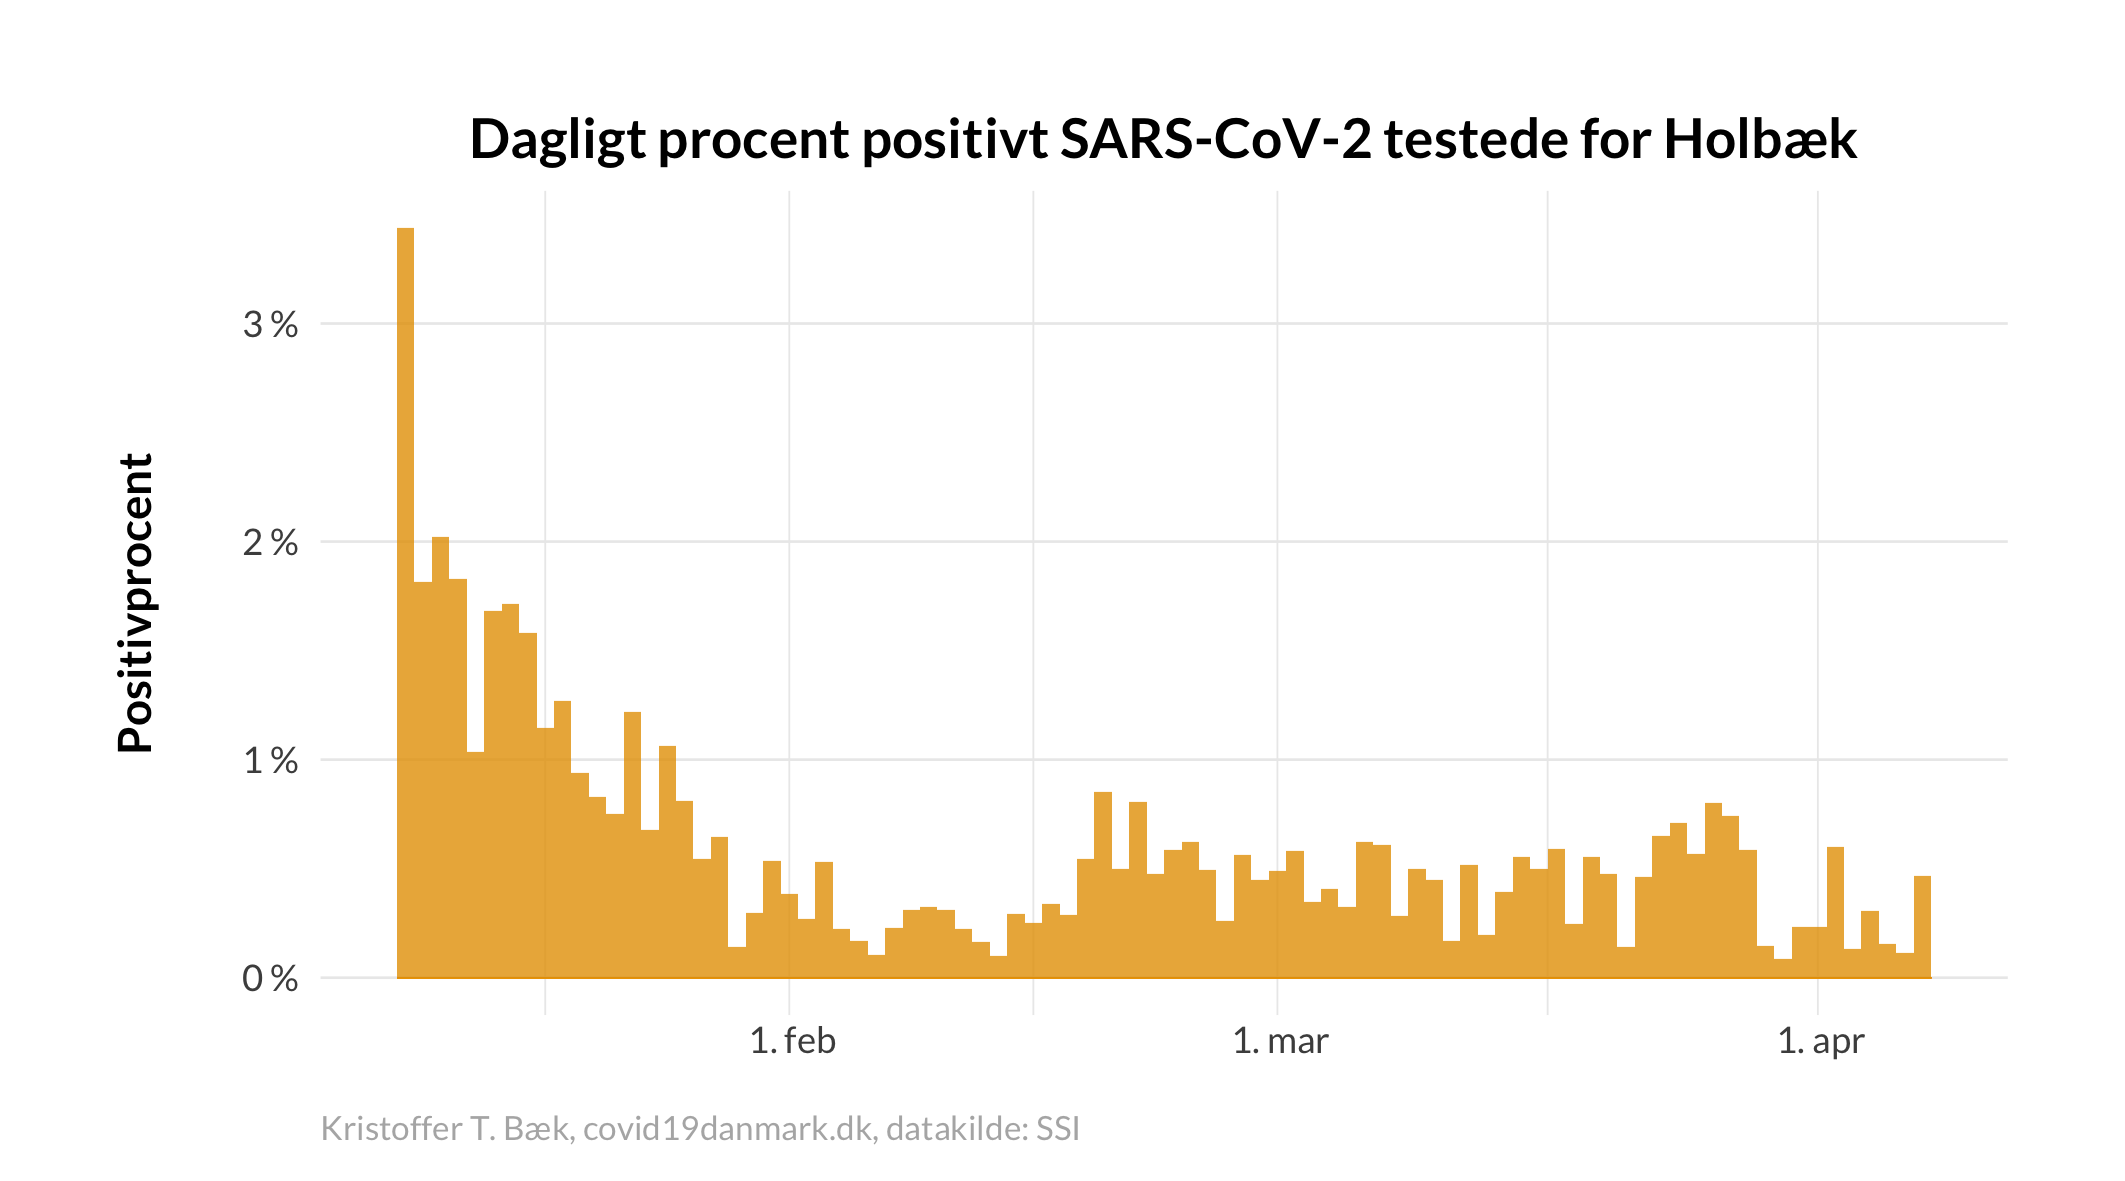 Dagligt procent positivt SARS-CoV-2 testede for Holbæk
Positivprocent
3 %
2 %
1 %
0 %
1. feb
1. mar
1. apr
Kristoffer T. Bæk, covid19danmark.dk, datakilde: SSI